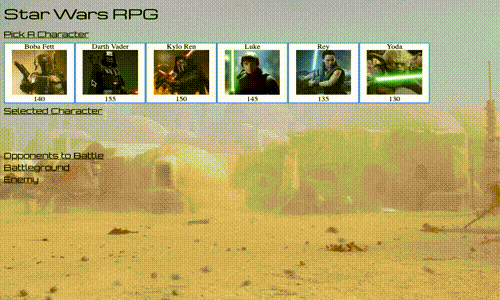 Star Wars RPG
Pick A Character
Boba Fett Darth Vader Kylo Ren Luke Rey Yoda
140 155 150 145 135 130
Selected Character
Opponents to Battle
Battleground
Enemy